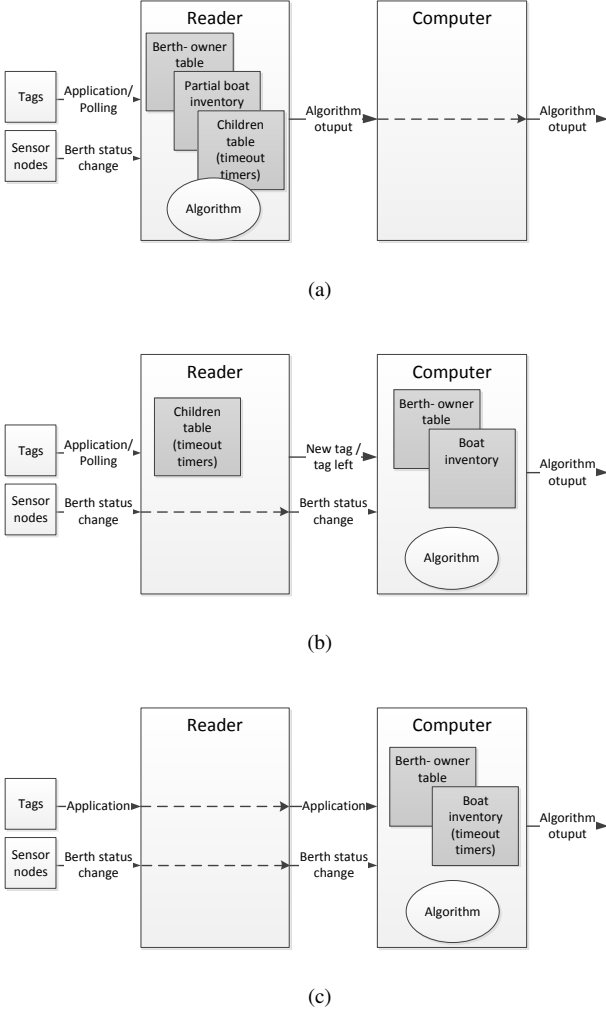 Reader
Computer
Berth- owner
table
Partial boat
inventory
Children
table
(timeout
timers)
Algorithm
Tags
Application/
Polling
Sensor
nodes
Berth status
change
Algorithm
otuput
Algorithm
otuput
(a)
Reader
Computer
Children
table
(timeout
timers)
Berth- owner
table
Boat
inventory
Algorithm
Tags
Application/
Polling
New tag /
tag left
Sensor
nodes
Berth status
change
Berth status
change
Algorithm
otuput
(b)
Reader
Computer
Berth- owner
table
Boat
inventory
(timeout
timers)
Algorithm
Tags
Application
Application
Sensor
nodes
Berth status
change
Berth status
change
Algorithm
otuput
(c)